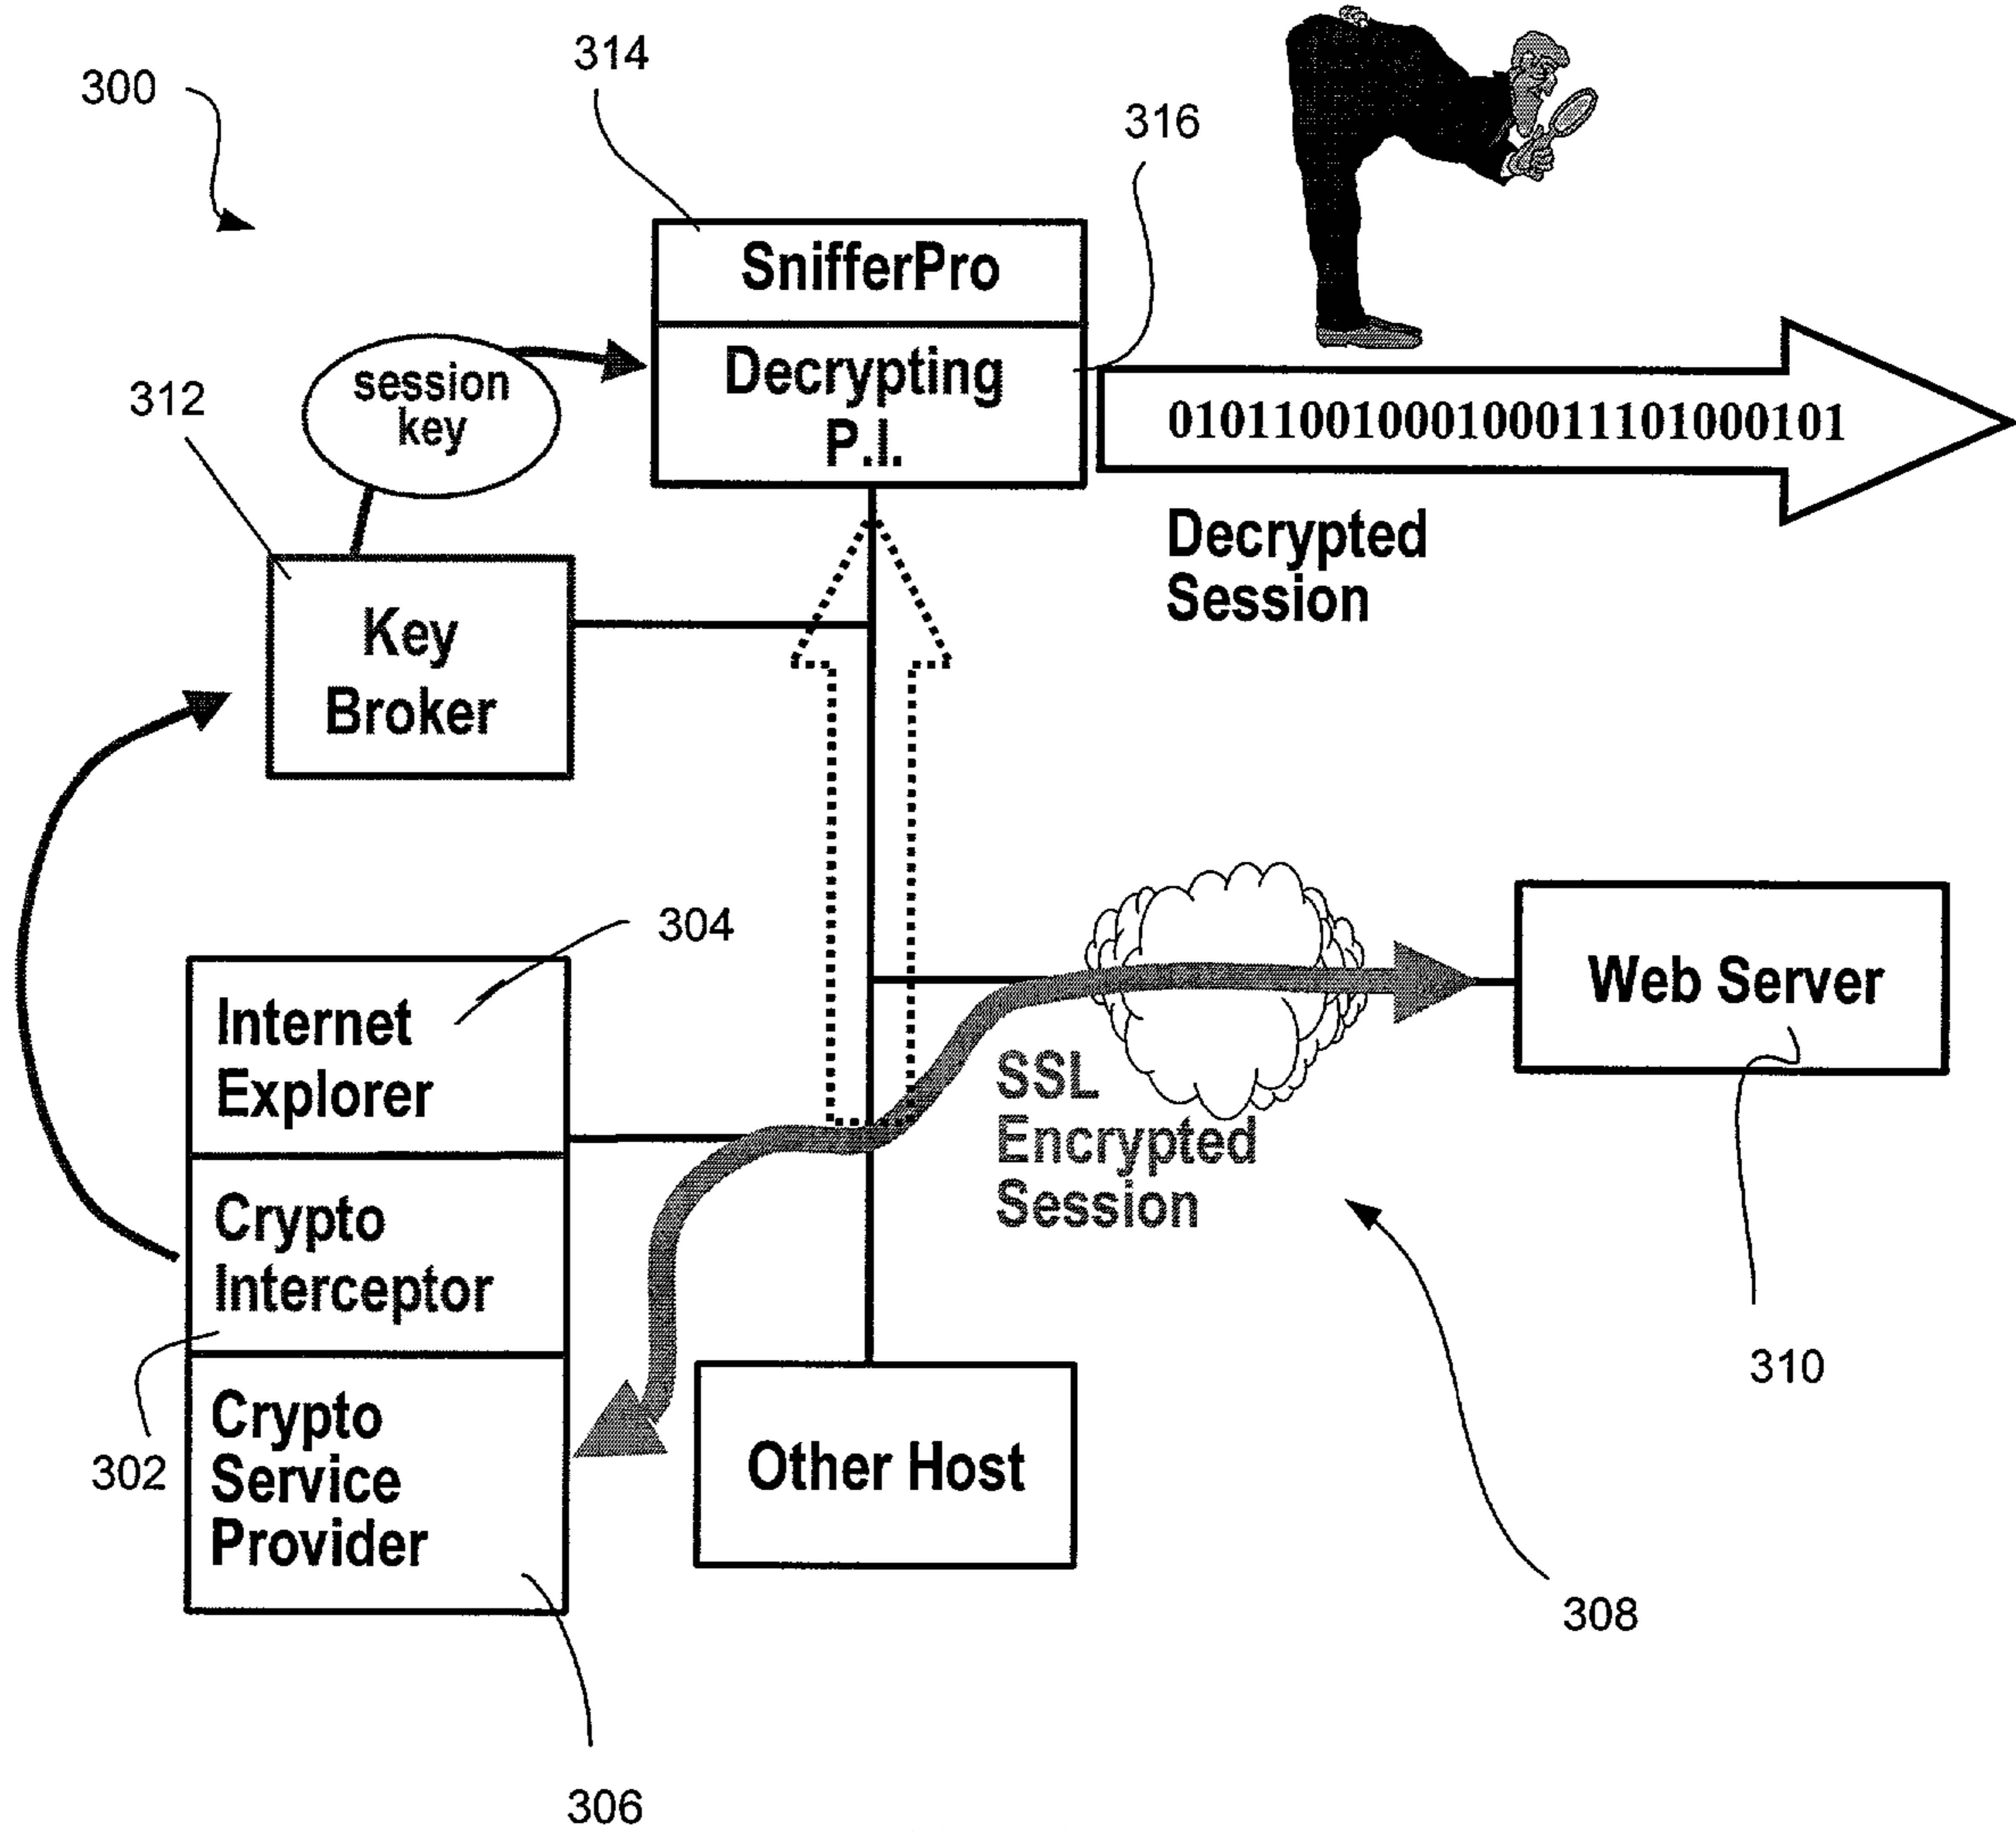 314
300
316
SnifferPro
Decrypting
P.I.
session
key
312
0101100100010001110100010​1
Decrypted
Session
Key
Broker
304
Internet
Explorer
Web Server
SSL
Encrypted
Session
Crypto
Interceptor
310
302
Crypto
Service
Provider
Other Host
308
306